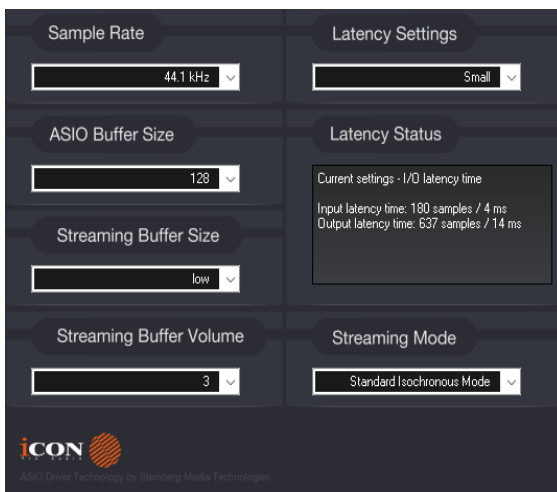 Sample Rate
44.1 kHz
Latency Settings
Small
ASIO Buffer Size
128
Latency Status
Current settings - I/O latency time
Input latency time: 180 samples / 4 ms
Output latency time: 637 samples / 14 ms
Streaming Buffer Size
low
Streaming Buffer Volume
3
Streaming Mode
Standard Isochronous Mode
icon
PRO AUDIO
ASIO Driver Technology by Steinberg Media Technologies